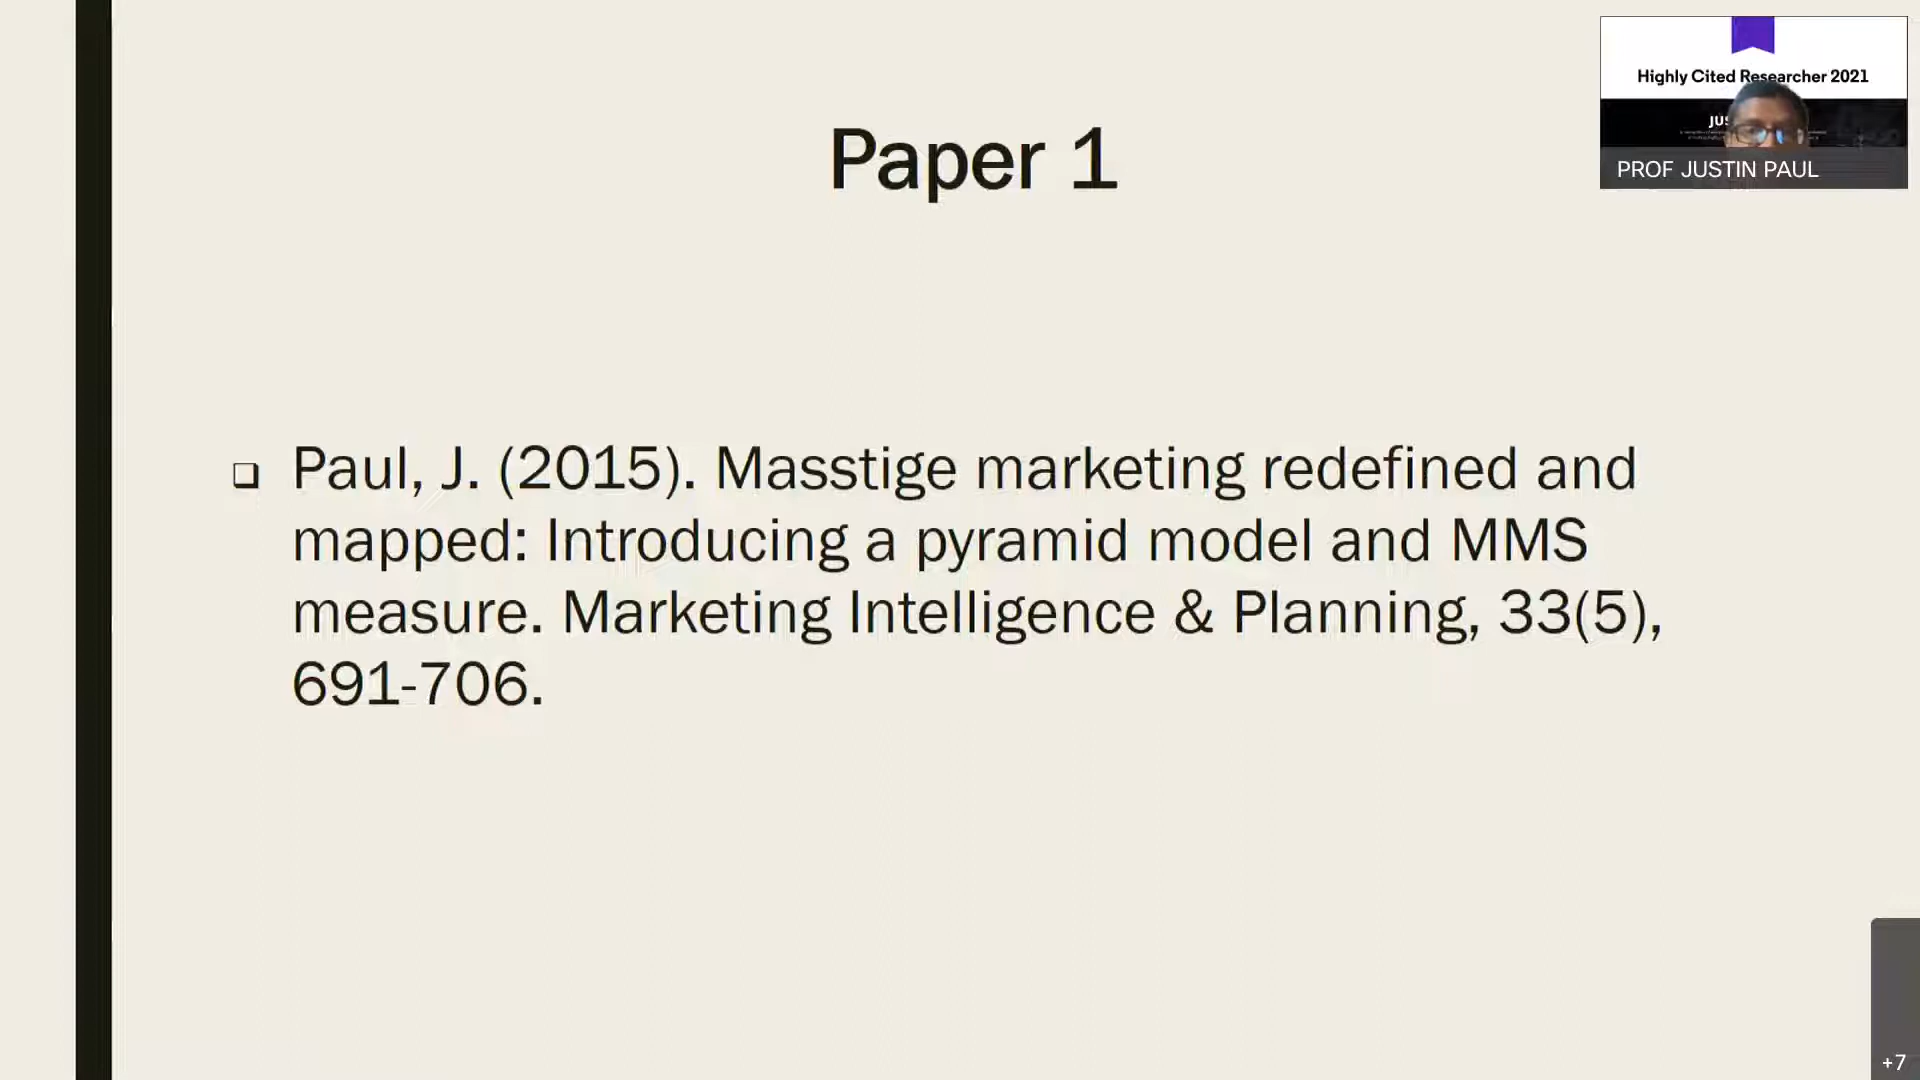 Paper 1
Paul, J. (2015). Masstige marketing redefined and
mapped: Introducing a pyramid model and MMS
measure. Marketing Intelligence & Planning, 33(5),
691-706.
Highly Cited Researcher 2021
PROF JUSTIN PAUL
+7